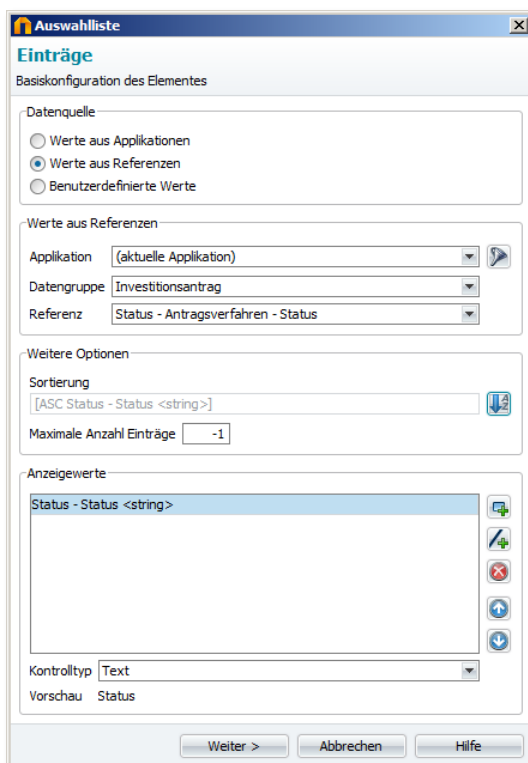 Auswahlliste
Einträge
Basiskonfiguration des Elementes
Datenquelle
Werte aus Applikationen
Werte aus Referenzen
Benutzerdefinierte Werte
Werte aus Referenzen
Applikation (aktuelle Applikation)
Datengruppe Investitionsantrag
Referenz Status - Antragsverfahren - Status
Weitere Optionen
Sortierung
[ASC Status - Status <string>]
Maximale Anzahl Einträge -1
Anzeigewerte
Status - Status <string>
Kontrolltyp Text
Vorschau Status
Weiter > Abbrechen Hilfe